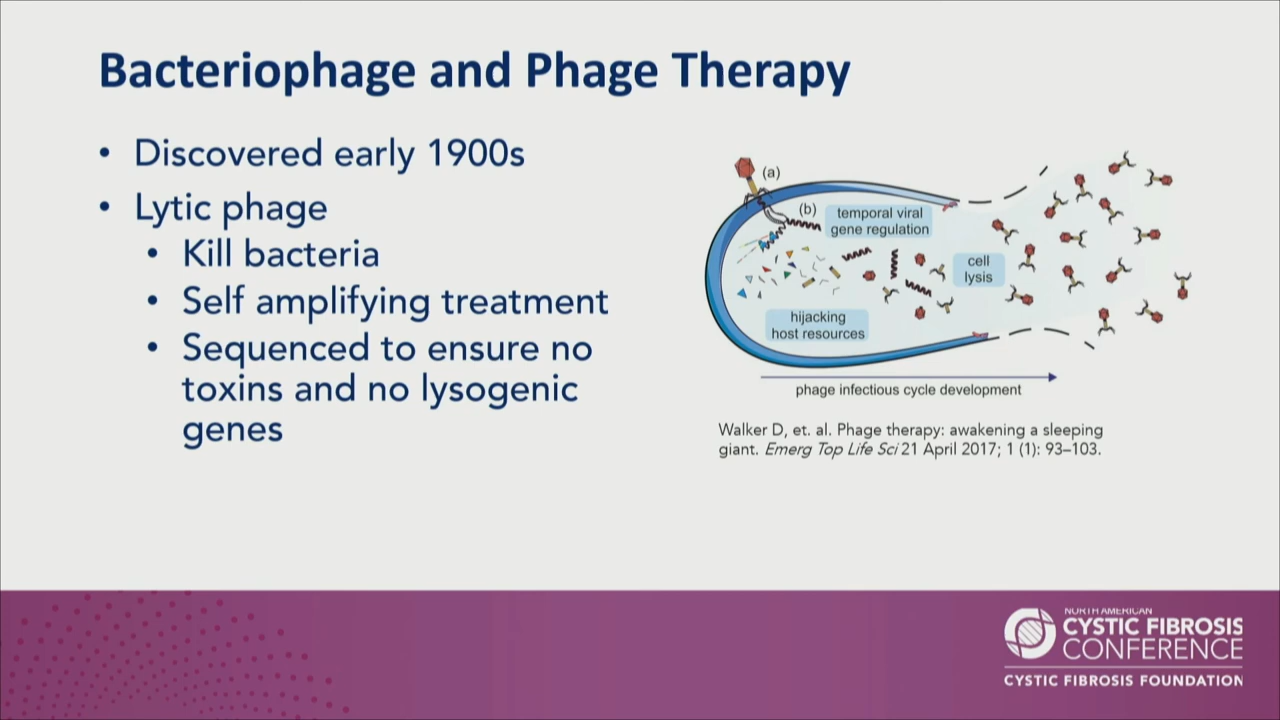 Bacteriophage and Phage Therapy
• Discovered early 1900s
• Lytic phage
• Kill bacteria
• Self amplifying treatment
• Sequenced to ensure no
toxins and no lysogenic
genes
(a)
(b)
temporal viral
gene regulation
cell
lysis
hijacking
host resources
phage infectious cycle development
Walker D, et. al. Phage therapy: awakening a sleeping
giant. Emerg Top Life Sci 21 April 2017; 1 (1): 93–103.
NORTH AMERICAN
CYSTIC FIBROSIS
CONFERENCE
CYSTIC FIBROSIS FOUNDATION